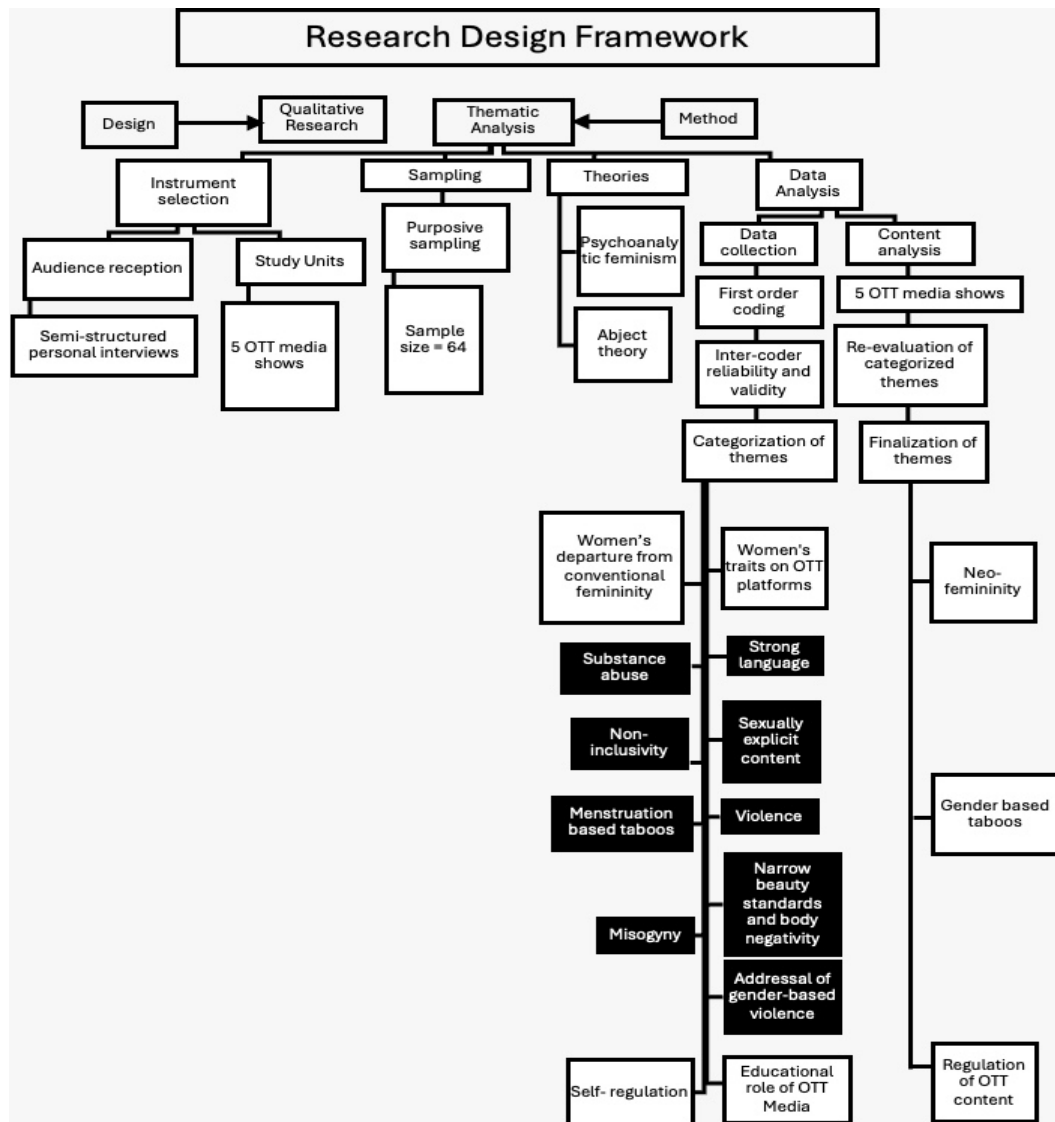 Research Design Framework
Design
Qualitative
Research
Thematic
Analysis
Method
Instrument
selection
Sampling
Theories
Data
Analysis
Audience reception
Study Units
Purposive
sampling
Psychoanaly
tic feminism
Data
collection
Content
analysis
Semi-structured
personal interviews
5 OTT media
shows
Sample
size = 64
Abject
theory
First order
coding
5 OTT media shows
Inter-coder
reliability and
validity
Re-evaluation of
categorized
themes
Categorization of
themes
Finalization of
themes
Women's
departure from
conventional
femininity
Women's
traits on OTT
platforms
Neo-
femininity
Substance
abuse
Strong
language
Non-
inclusivity
Sexually
explicit
content
Menstruation
based taboos
Violence
Gender based
taboos
Misogyny
Narrow
beauty
standards
and body
negativity
Addressal of
gender-based
violence
Self- regulation
Educational
role of OTT
Media
Regulation
of OTT
content